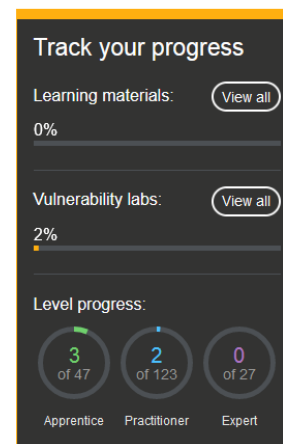 Track your progress
Learning materials: View all
0%
Vulnerability labs: View all
2%
Level progress:
3 2 0
of 47 of 123 of 27
Apprentice Practitioner Expert